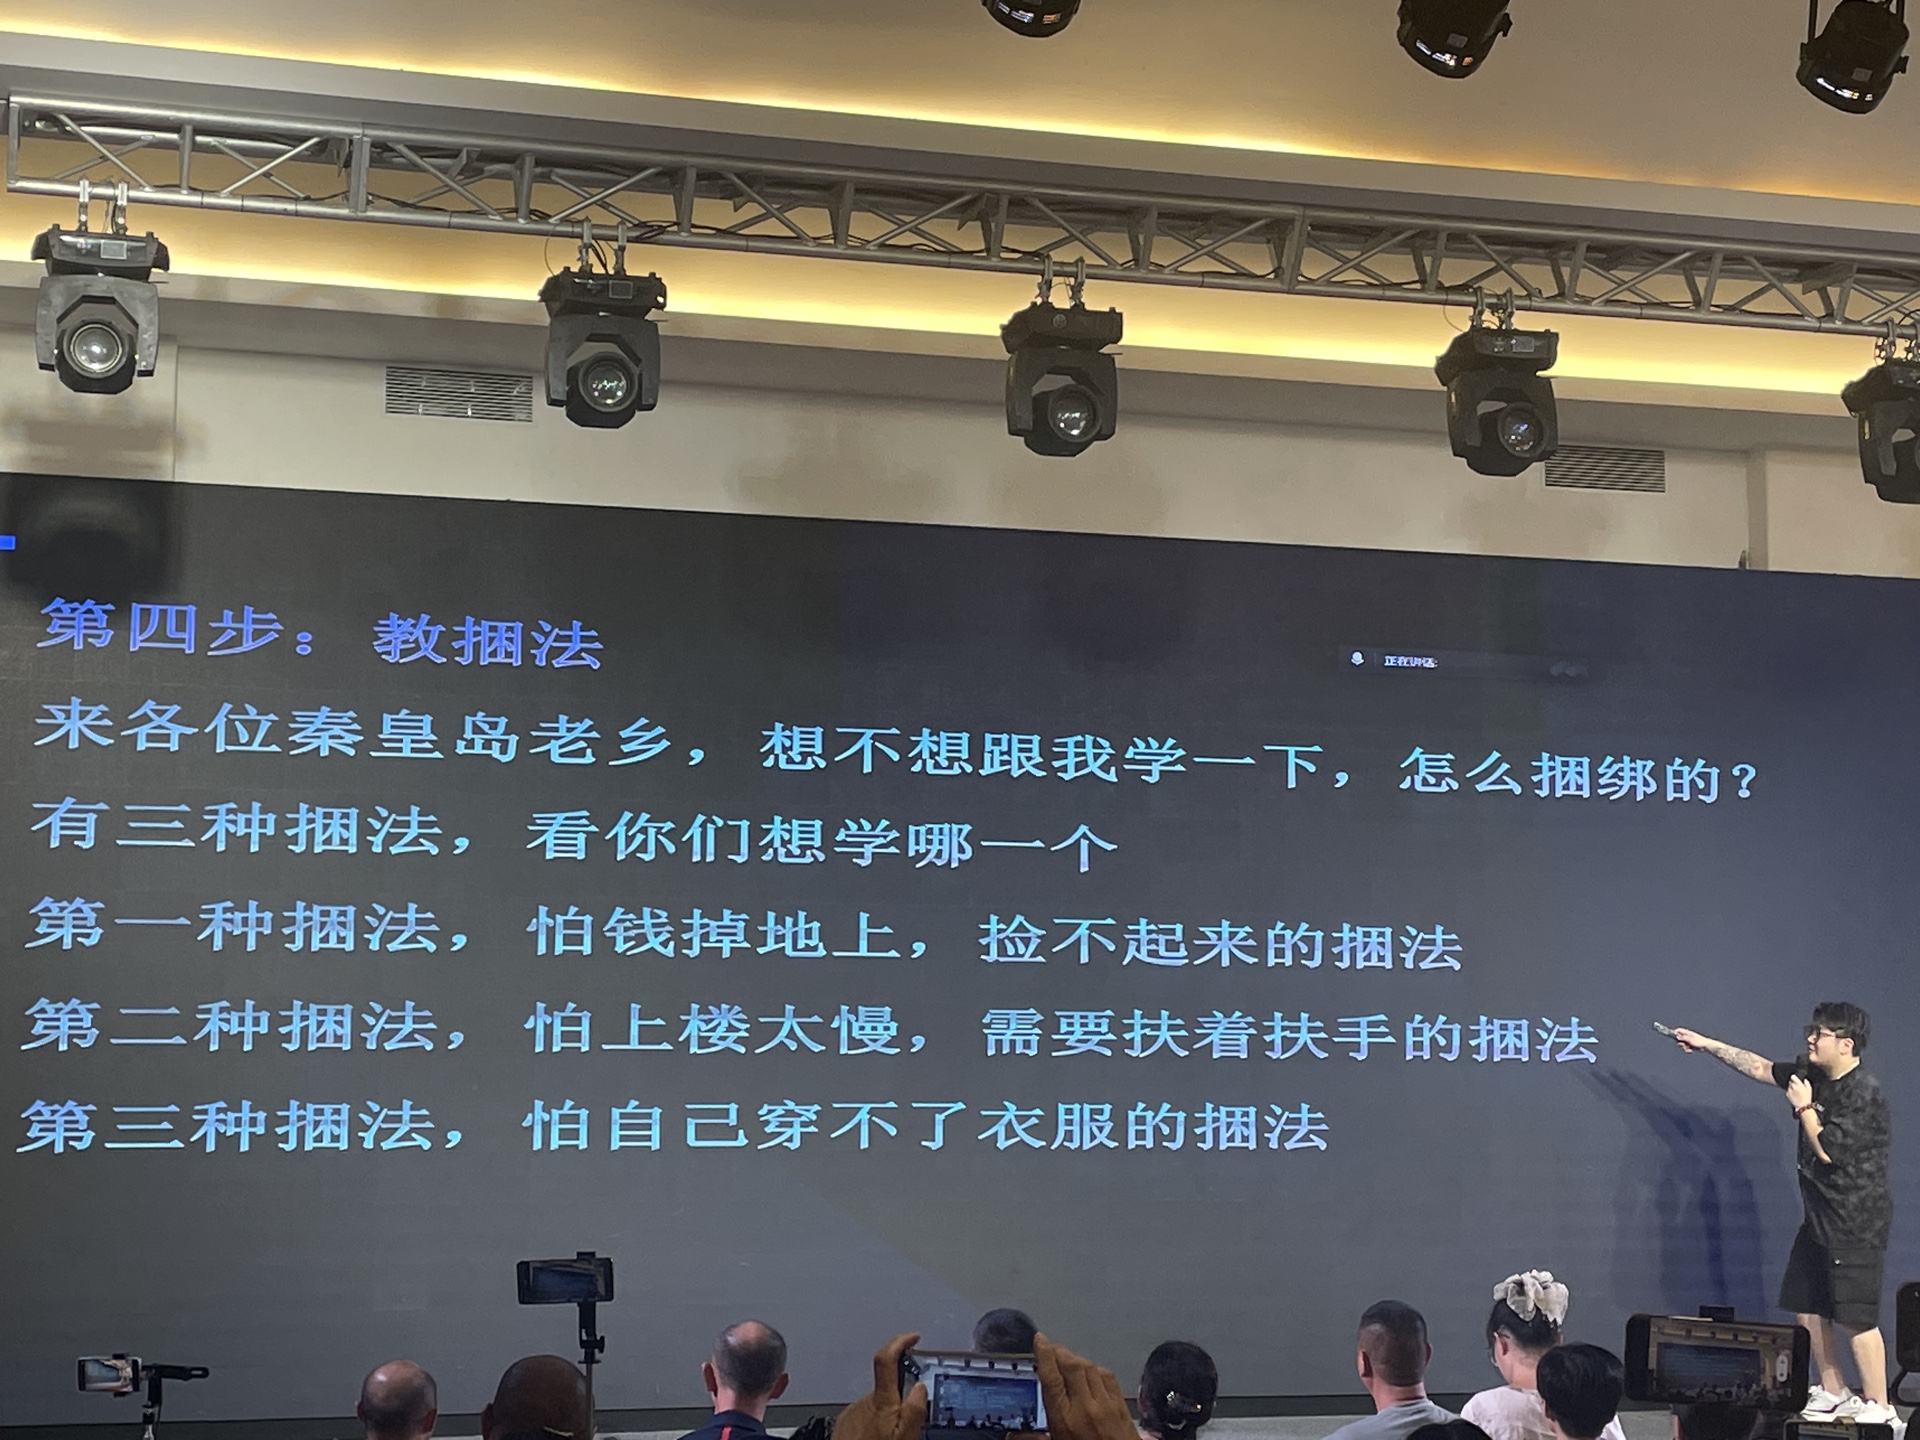 第四步：教捆法
正在讲话:
来各位秦皇岛老乡，想不想跟我学一下，怎么捆绑的？
有三种捆法，看你们想学哪一个
第一种捆法，怕钱掉地上，捡不起来的捆法
第二种捆法，怕上楼太慢，需要扶着扶手的捆法
第三种捆法，怕自己穿不了衣服的捆法